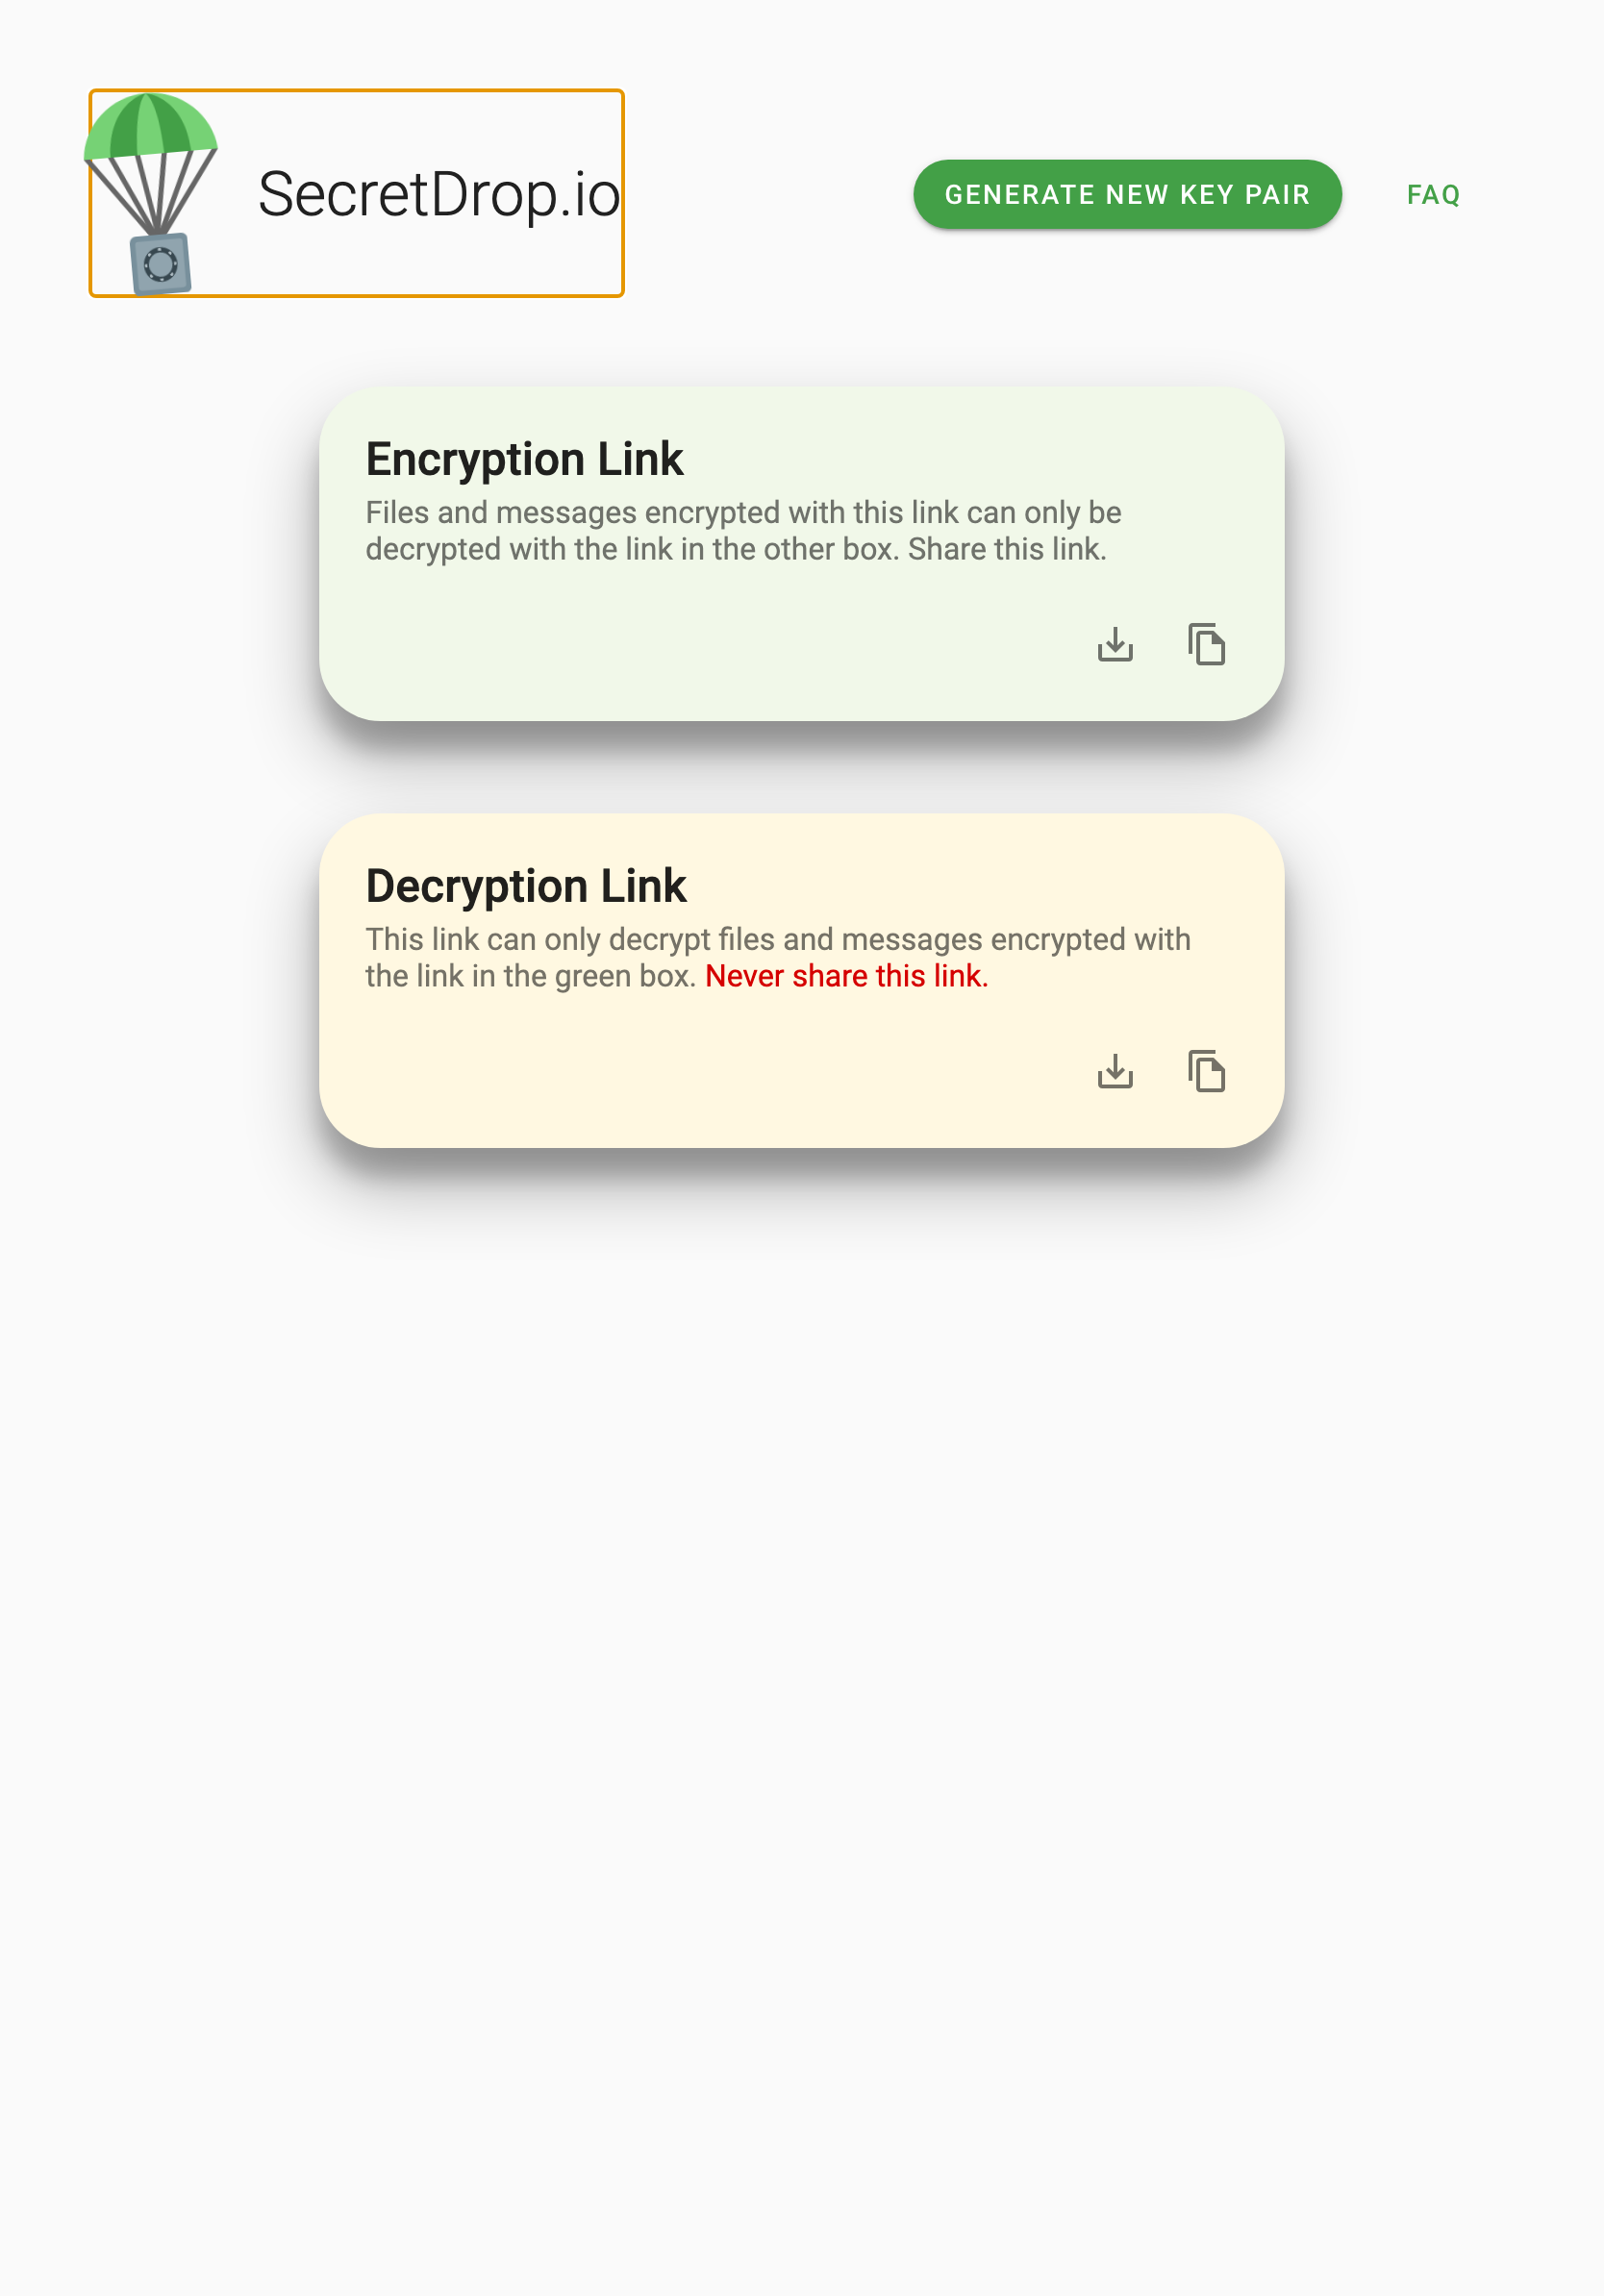 SecretDrop.io
GENERATE NEW KEY PAIR
FAQ
Encryption Link
Files and messages encrypted with this link can only be
decrypted with the link in the other box. Share this link.
Decryption Link
This link can only decrypt files and messages encrypted with
the link in the green box. Never share this link.